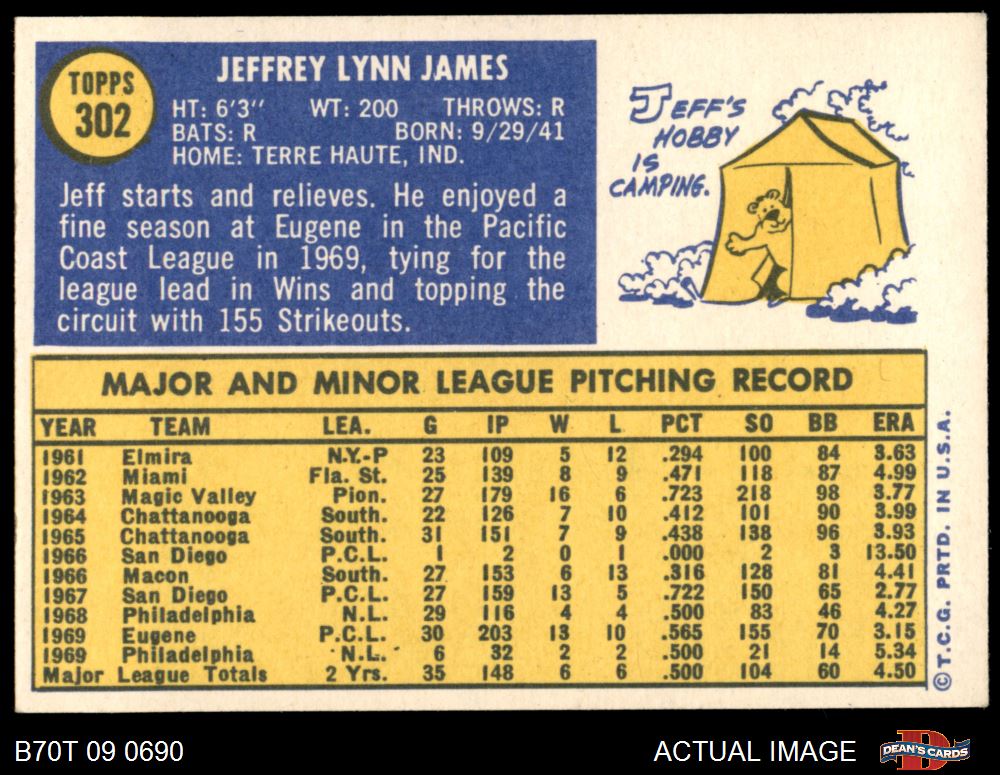 TOPPS
302
JEFFREY LYNN JAMES
HT: 6'3" WT: 200 THROWS: R
BATS: R BORN: 9/29/41
HOME: TERRE HAUTE, IND.
Jeff starts and relieves. He enjoyed a
fine season at Eugene in the Pacific
Coast League in 1969, tying for the
league lead in Wins and topping the
circuit with 155 Strikeouts.
JEFF'S
HOBBY
IS
CAMPING.
MAJOR AND MINOR LEAGUE PITCHING RECORD
YEAR TEAM LEA. G IP W L PCT SO BB ERA
1961 Elmira N.Y.-P 23 109 5 12 .294 100 84 3.63
1962 Miami Fla. St. 25 139 8 9 .471 118 87 4.99
1963 Magic Valley Pion. 27 179 16 6 .723 218 98 3.77
1964 Chattanooga South. 22 126 7 10 .412 101 90 3.99
1965 Chattanooga South. 31 151 7 9 .438 138 96 3.93
1966 San Diego P.C.L. 1 2 0 1 .000 2 3 13.50
1966 Macon South. 27 153 6 13 .316 128 81 4.41
1967 San Diego P.C.L. 27 159 13 5 .722 150 65 2.77
1968 Philadelphia N.L. 29 116 4 4 .500 83 46 4.27
1969 Eugene P.C.L. 30 203 13 10 .565 155 70 3.15
1969 Philadelphia N.L. 6 32 2 2 .500 21 14 5.34
Major League Totals 2 Yrs. 35 148 6 6 .500 104 60 4.50
© T.C.G. PRTD. IN U.S.A.
B70T 09 0690 ACTUAL IMAGE
DEAN'S CARDS